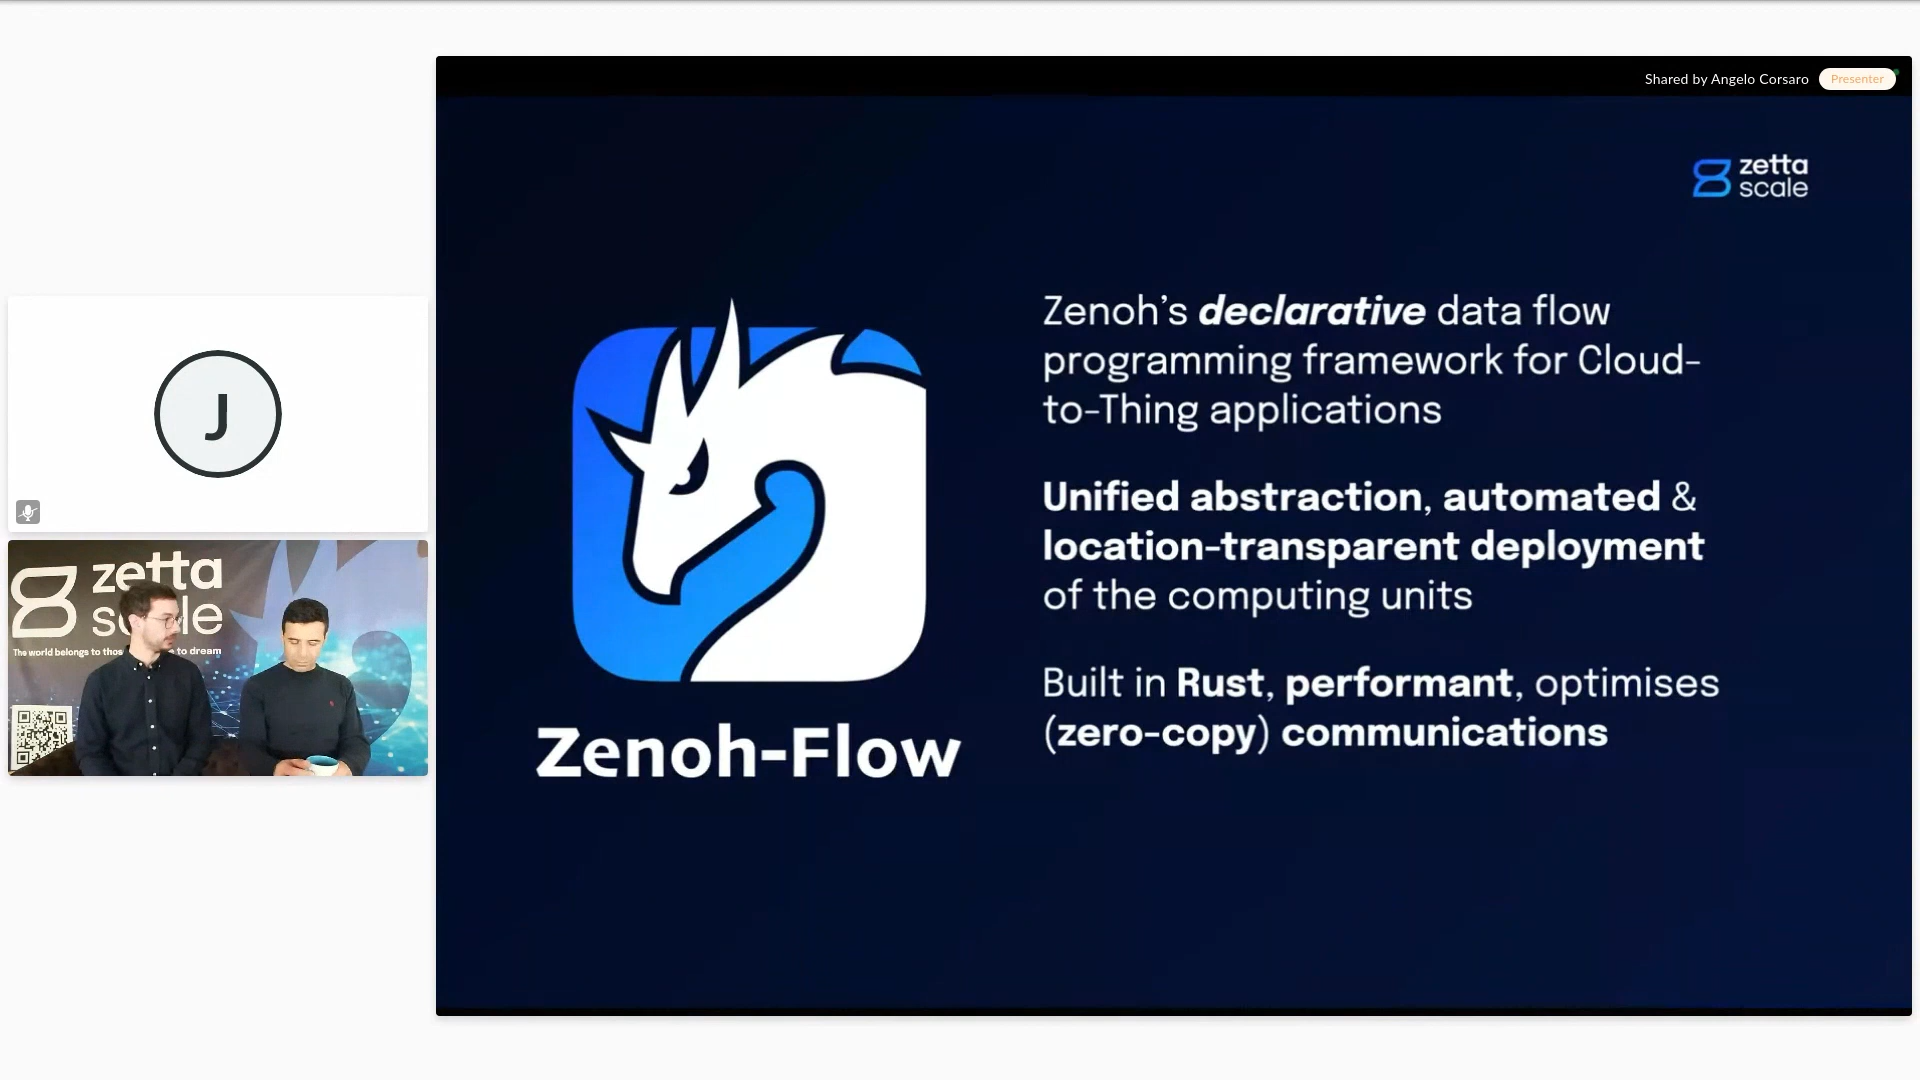 Shared by Angelo Corsaro
Presenter
zetta
scale
Zenoh's declarative data flow
programming framework for Cloud-
to-Thing applications
Unified abstraction, automated &
location-transparent deployment
of the computing units
Built in Rust, performant, optimises
(zero-copy) communications
Zenoh-Flow
J
zetta
scale
The world belongs to to dream